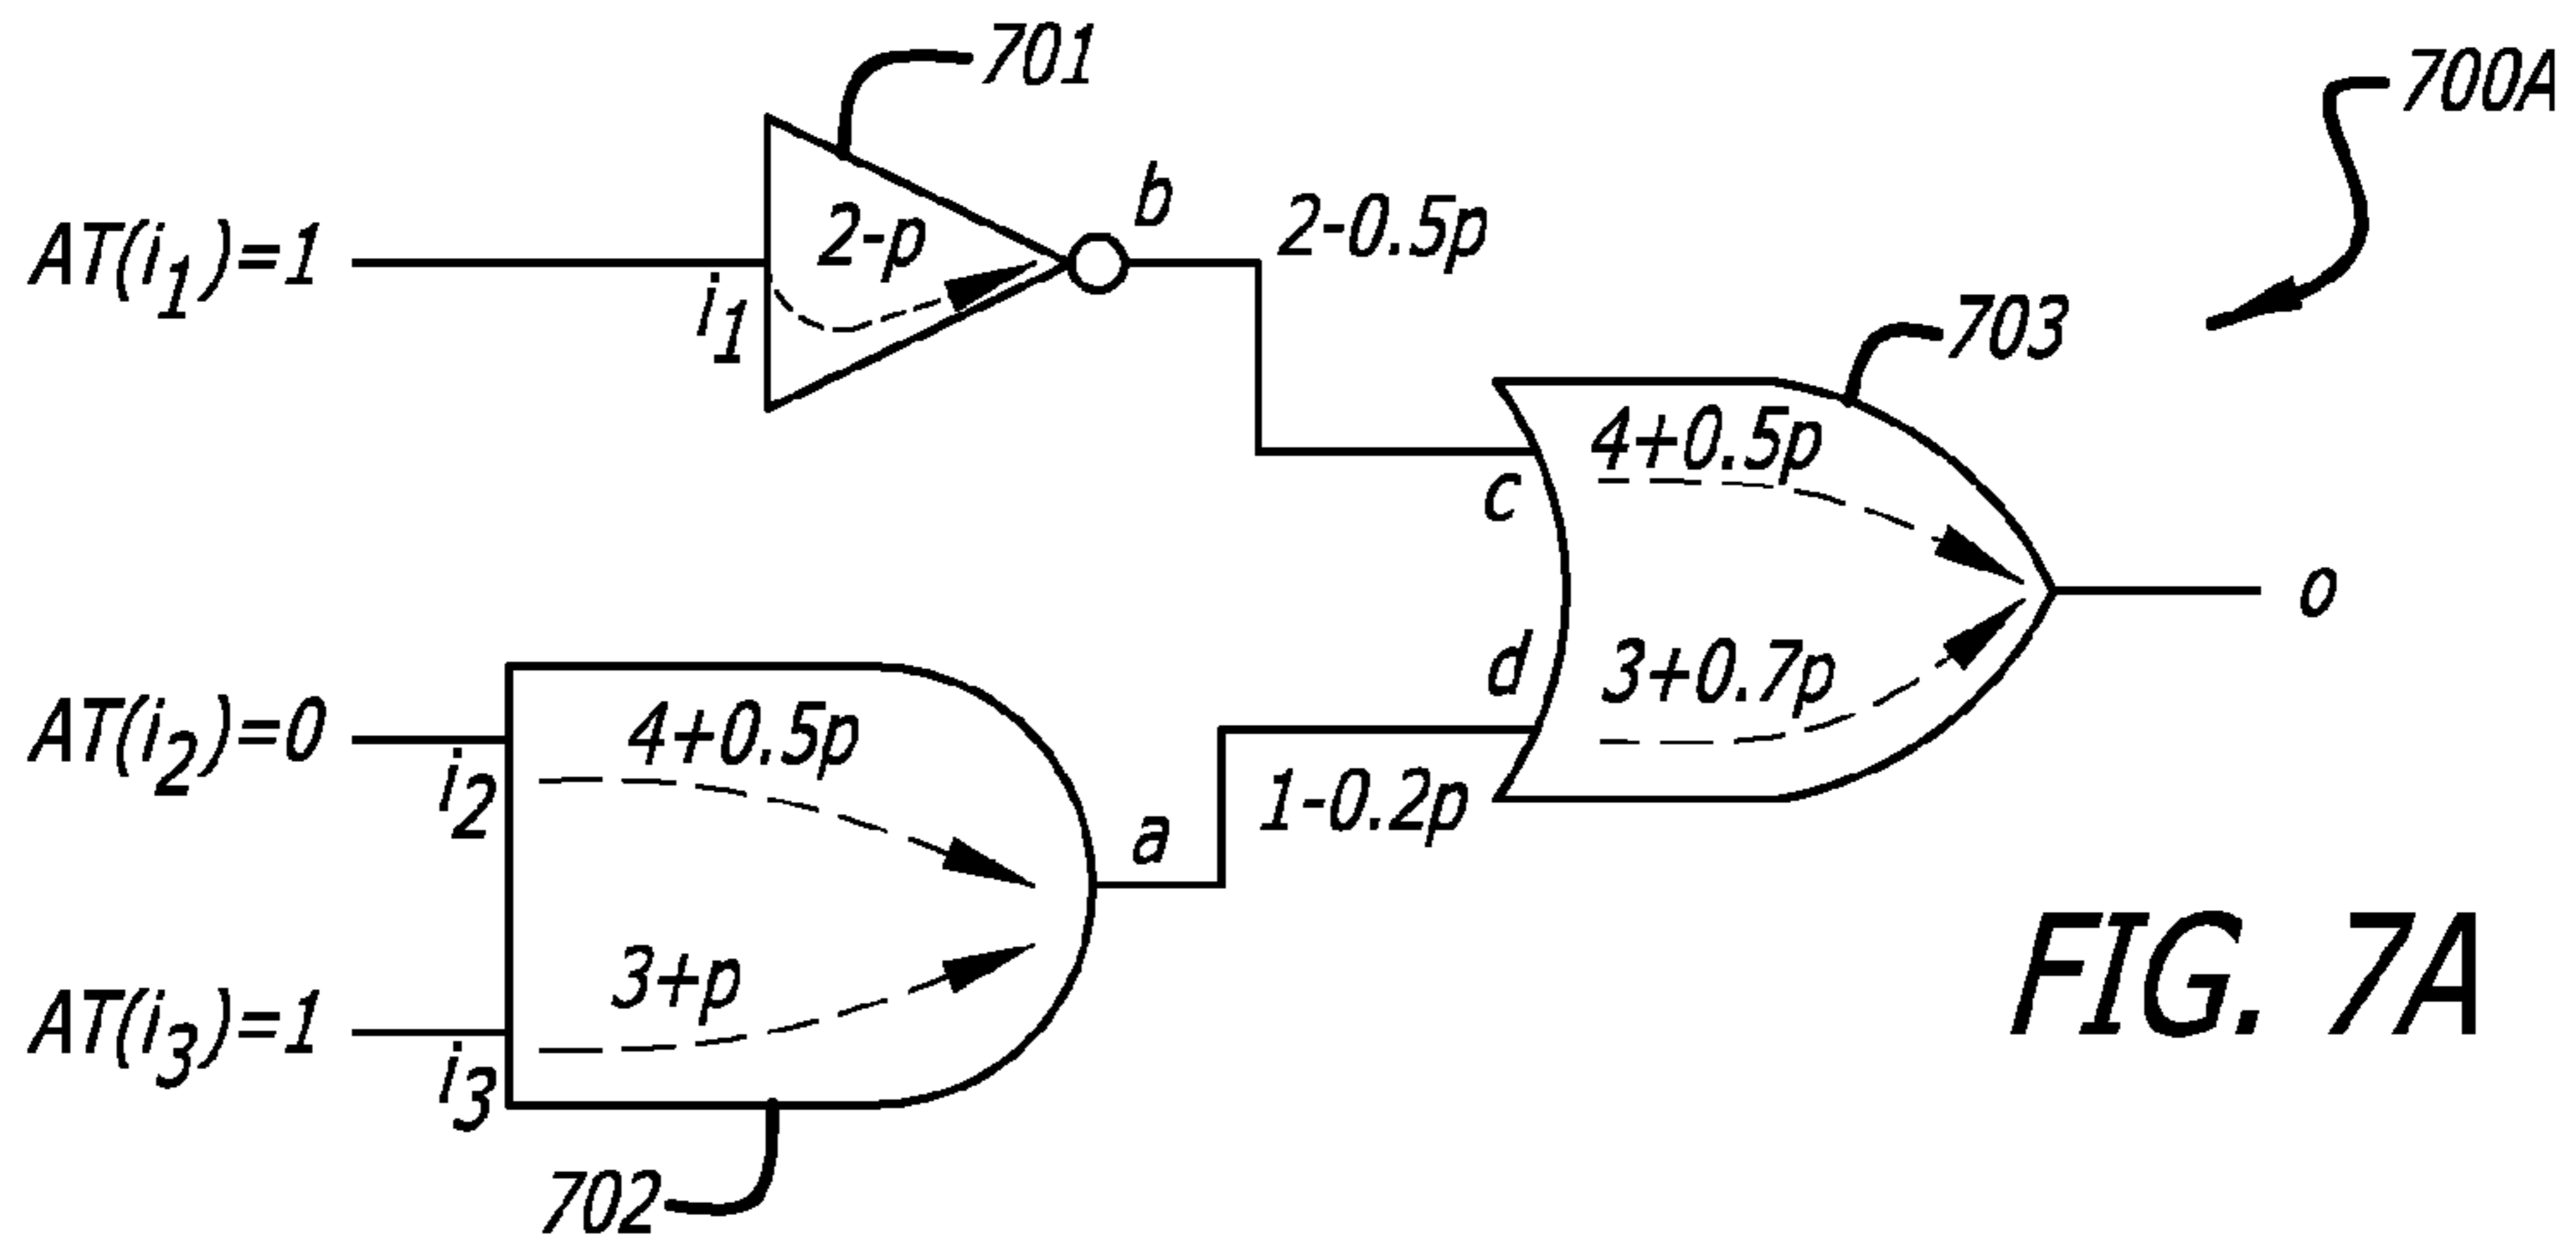 701
700A
AT(i1)=1
2-p
i1
b
2-0.5p
703
4+0.5p
c
d
3+0.7p
o
AT(i2)=0
i2
4+0.5p
a
1-0.2p
3+p
AT(i3)=1
i3
702
FIG. 7A